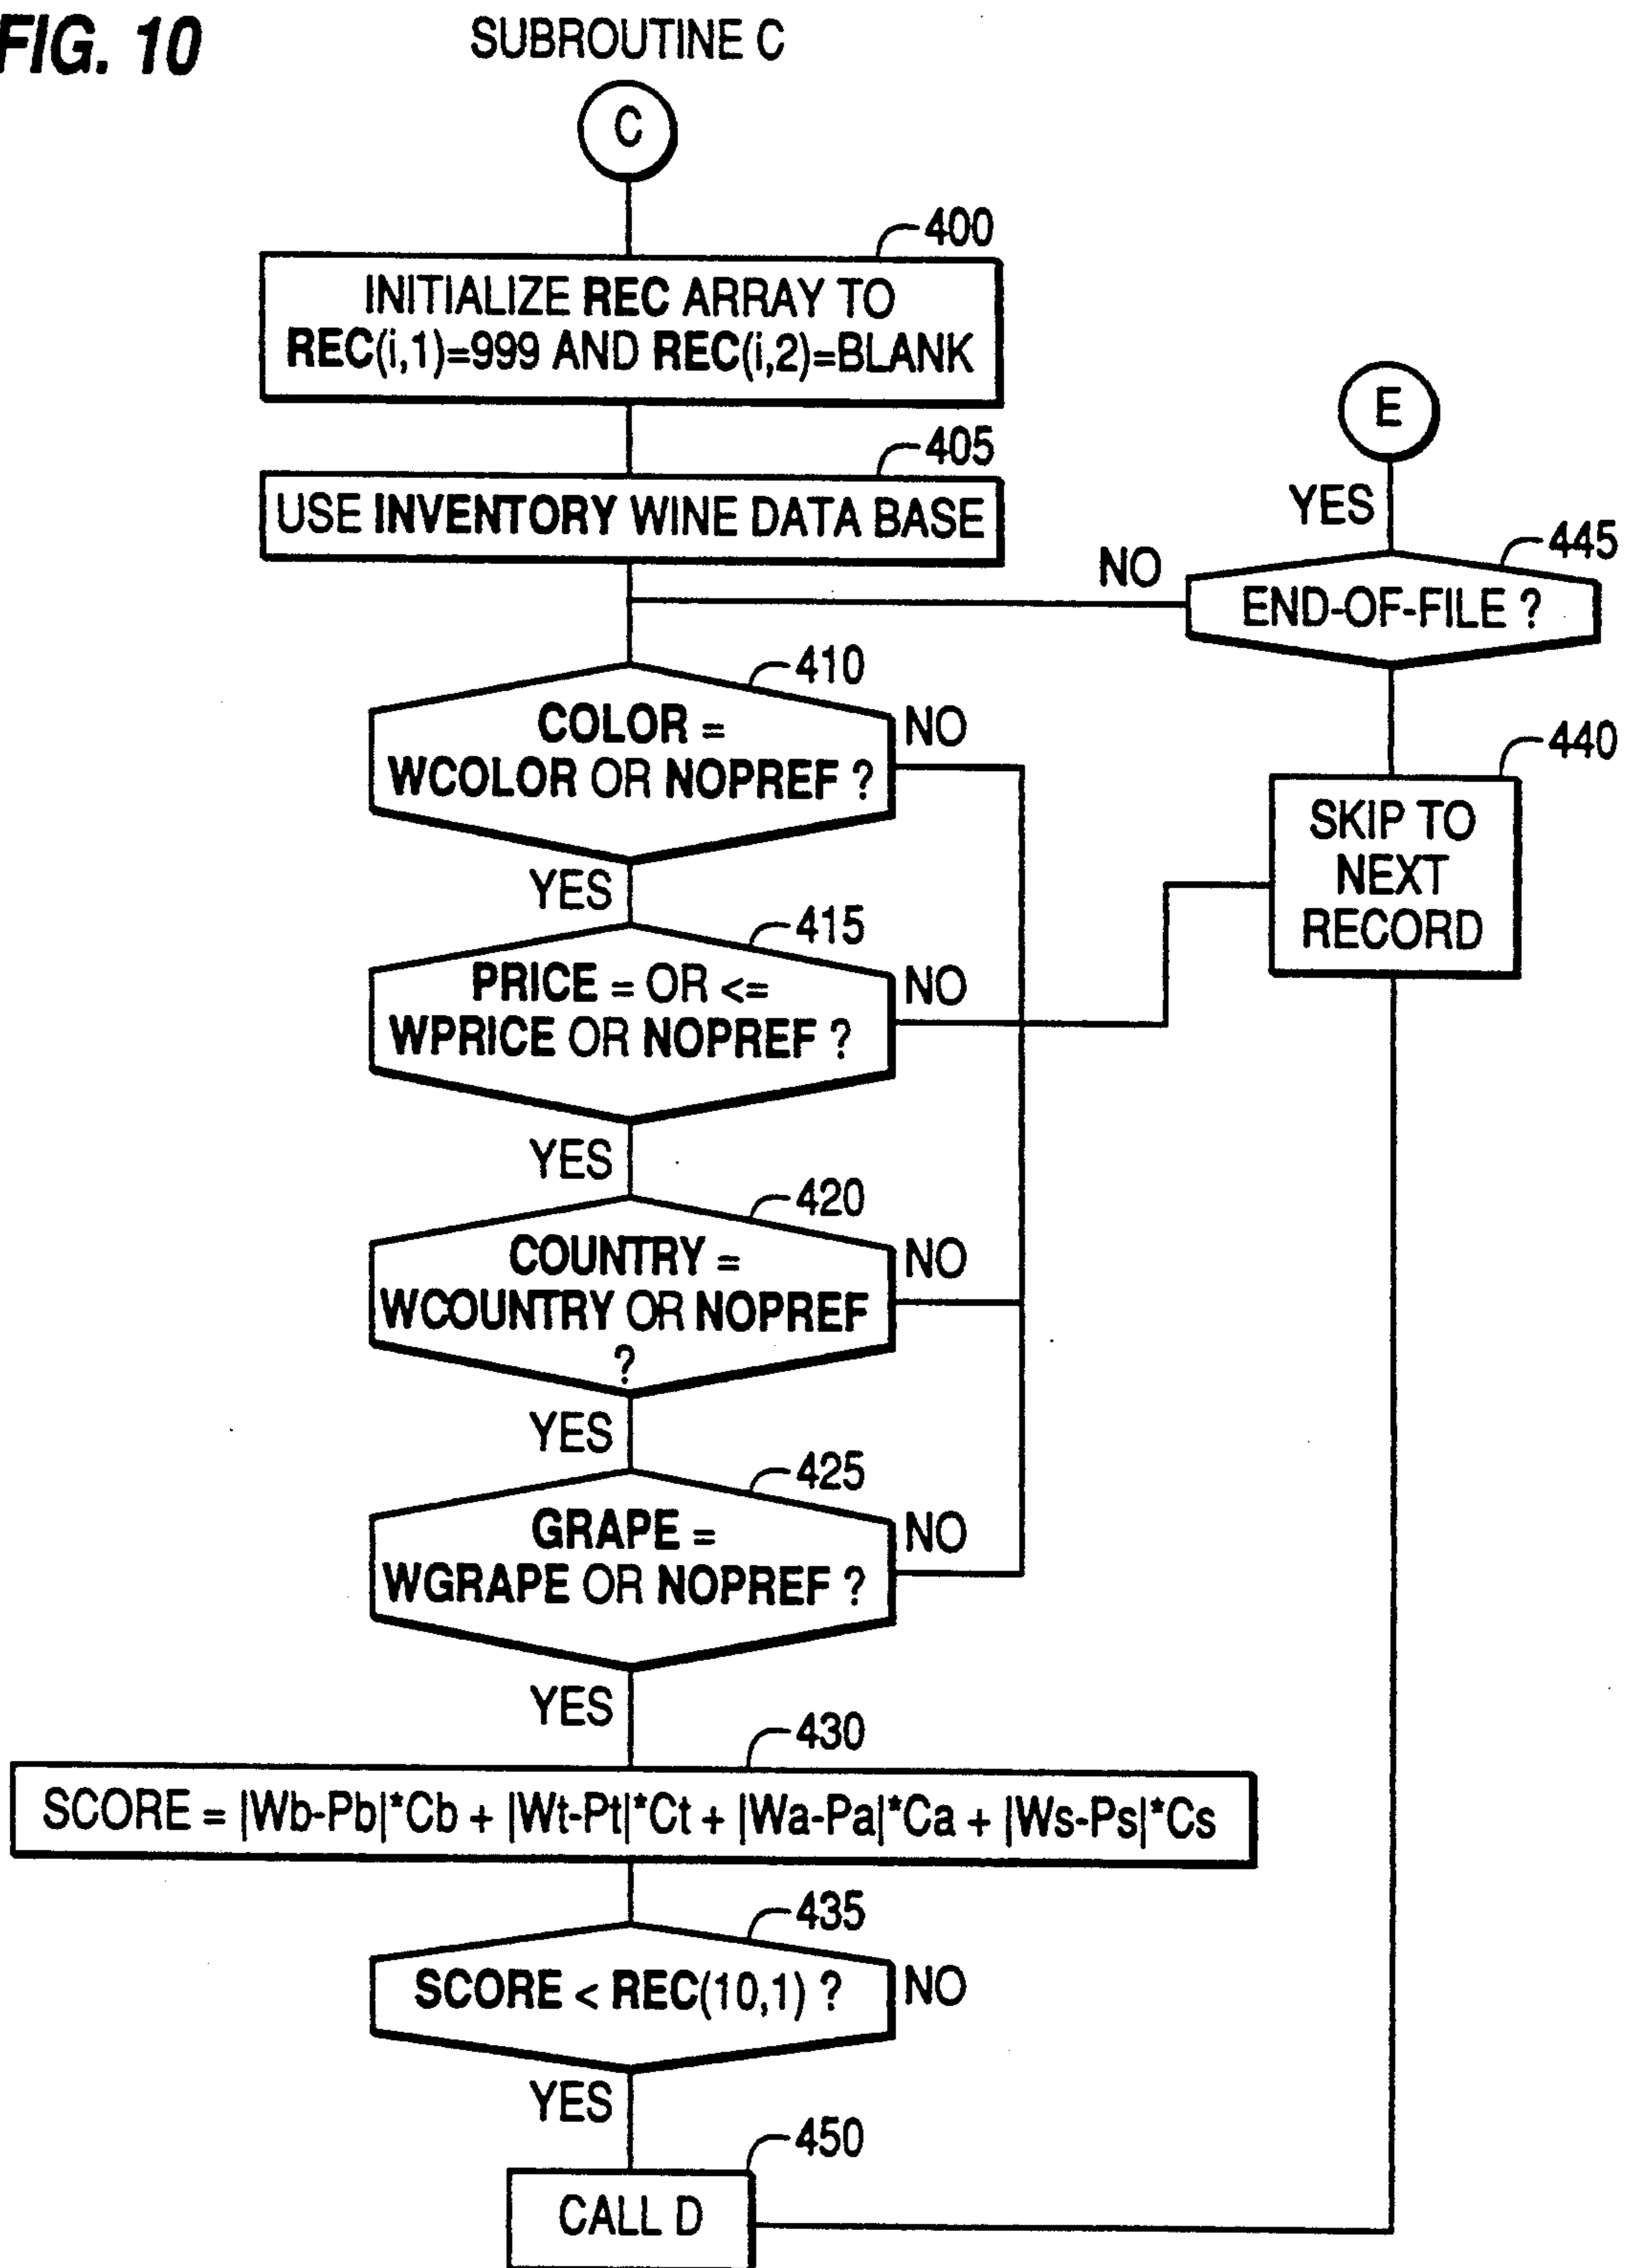 FIG. 10
SUBROUTINE C
C
400
INITIALIZE REC ARRAY TO
REC(i,1)=999 AND REC(i,2)=BLANK
405
USE INVENTORY WINE DATA BASE
E
YES
445
NO
END-OF-FILE ?
410
COLOR =
WCOLOR OR NOPREF ?
NO
YES
440
SKIP TO
NEXT
RECORD
415
PRICE = OR <=
WPRICE OR NOPREF ?
NO
YES
420
COUNTRY =
WCOUNTRY OR NOPREF
?
NO
YES
425
GRAPE =
WGRAPE OR NOPREF ?
NO
YES
430
SCORE = |Wb-Pb|*Cb + |Wt-Pt|*Ct + |Wa-Pa|*Ca + |Ws-Ps|*Cs
435
SCORE < REC(10,1) ?
NO
YES
450
CALL D